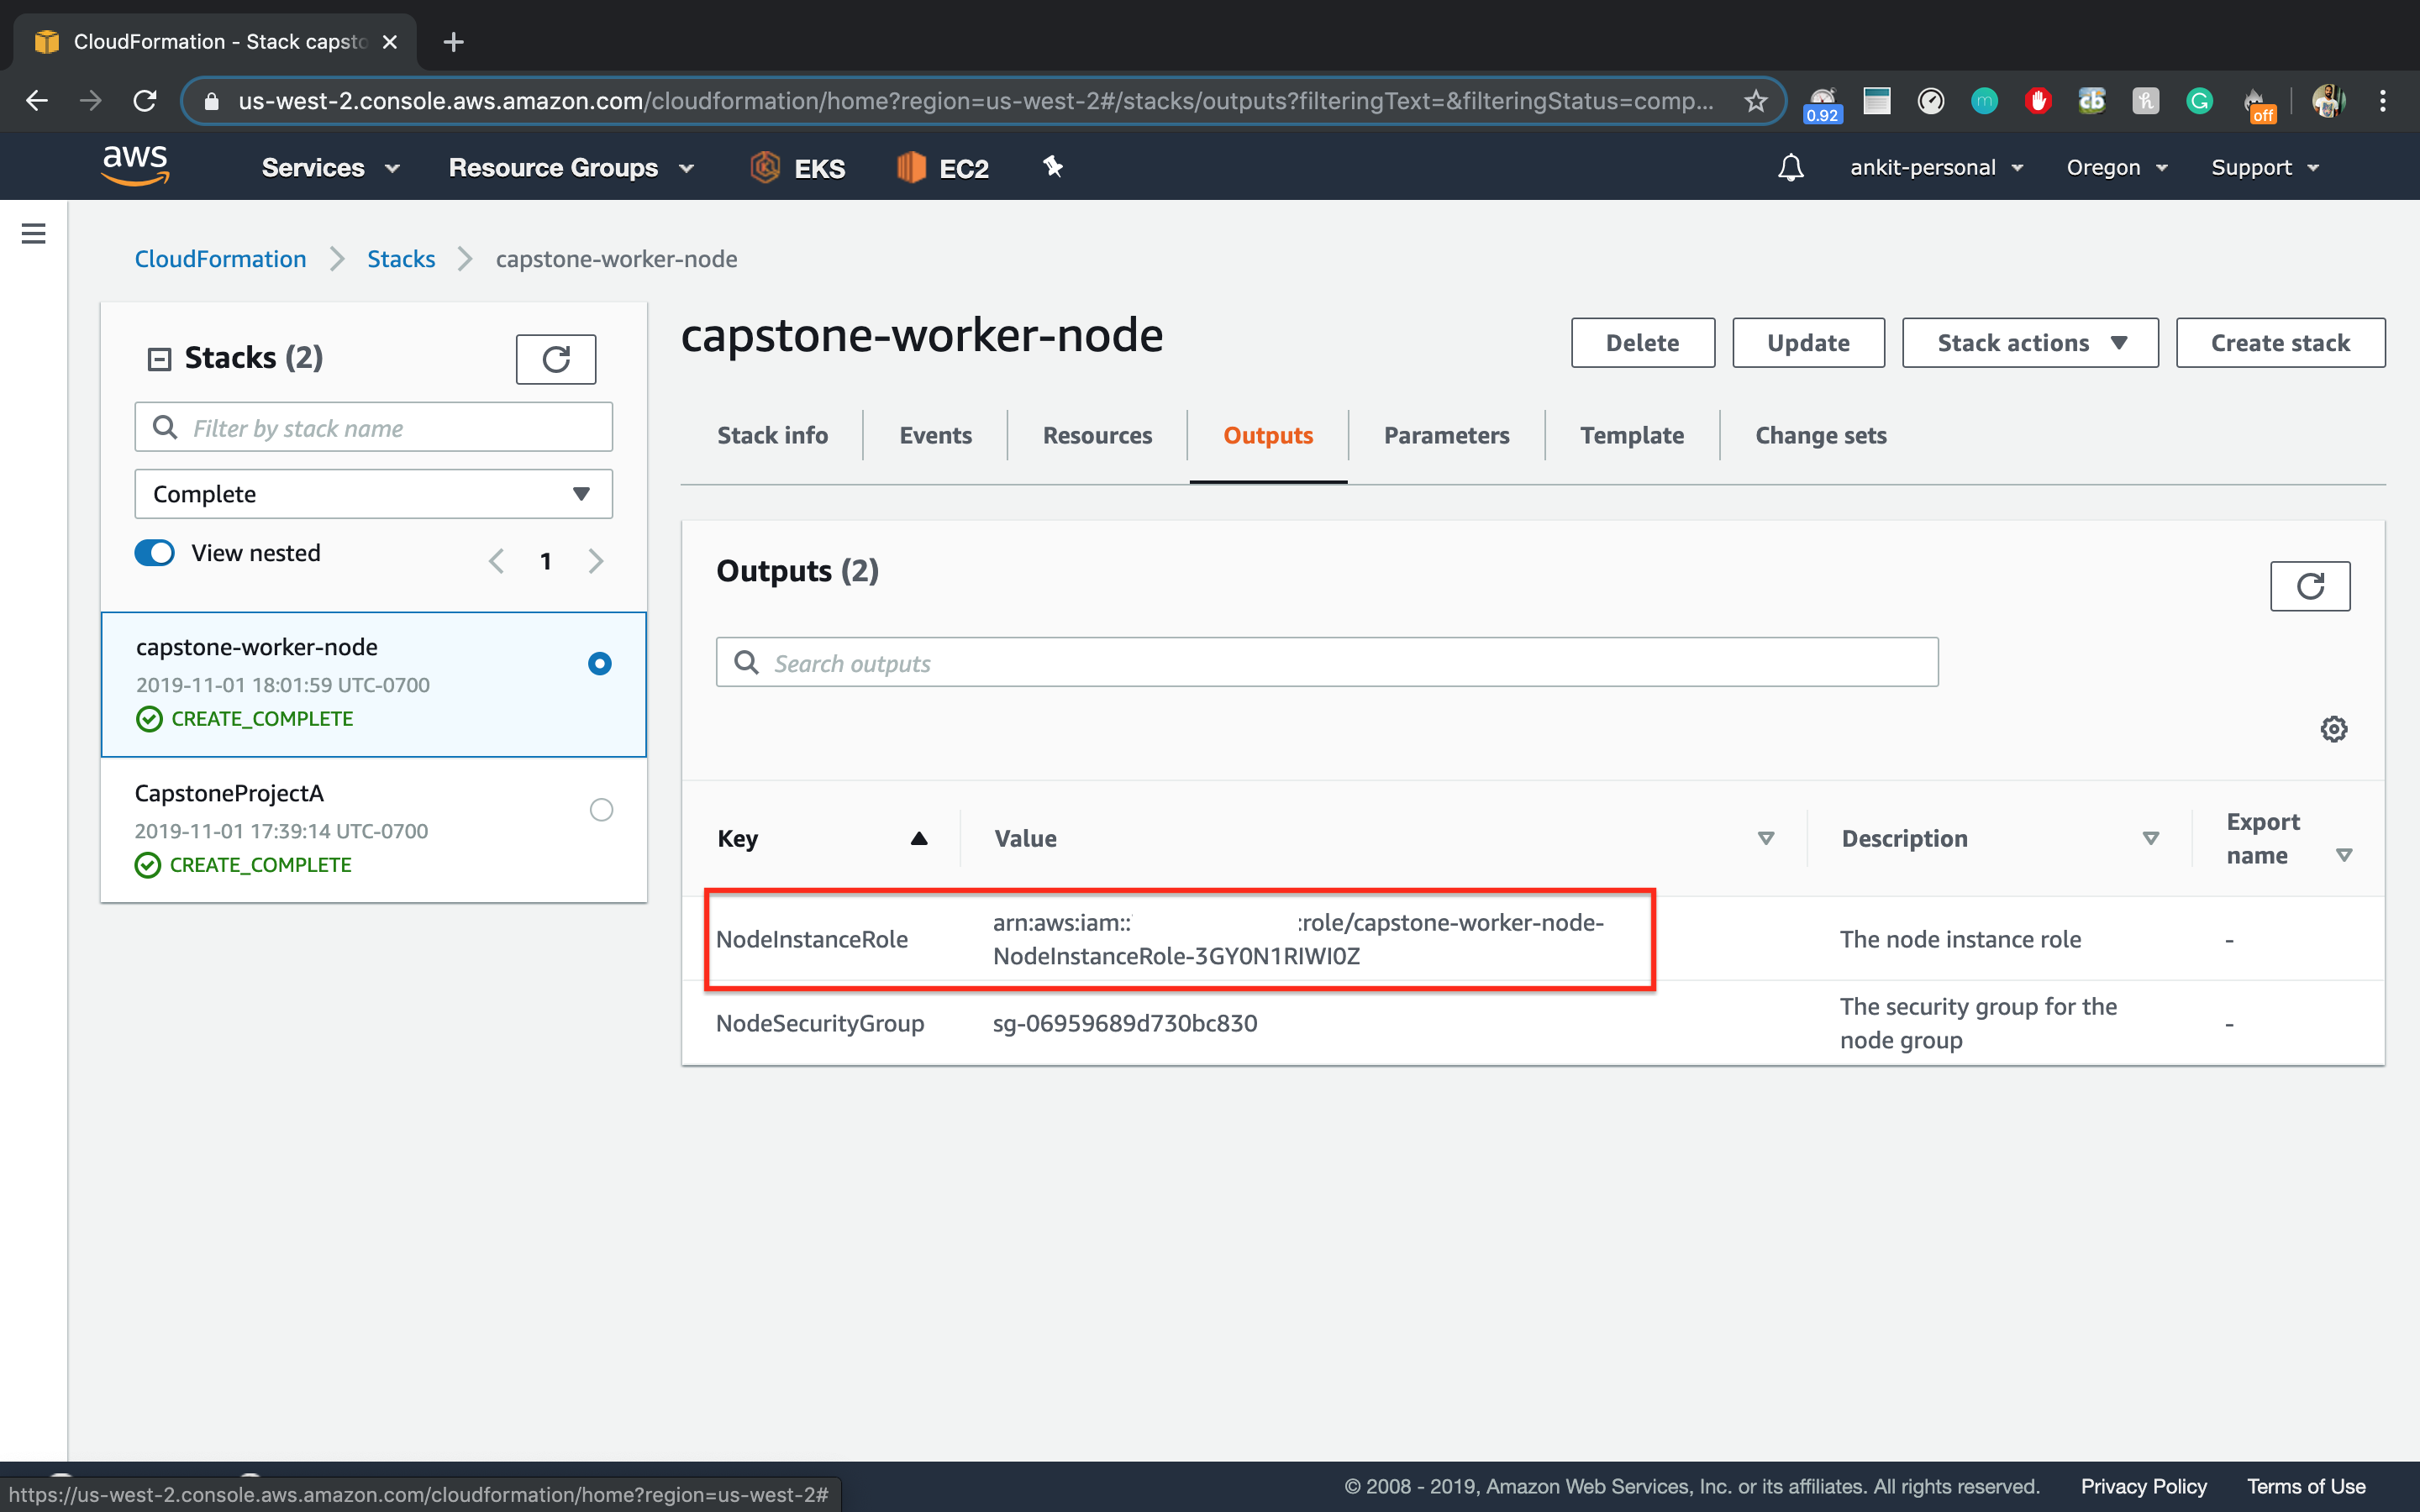 CloudFormation - Stack capsto
us-west-2.console.aws.amazon.com/cloudformation/home?region=us-west-2#/stacks/outputs?filteringText=&filteringStatus=comp...
0.92
m
cb
h
G
off
aws
Services
Resource Groups
EKS
EC2
ankit-personal
Oregon
Support
CloudFormation
Stacks
capstone-worker-node
Stacks (2)
Filter by stack name
Complete
View nested
1
capstone-worker-node
2019-11-01 18:01:59 UTC-0700
CREATE_COMPLETE
CapstoneProjectA
2019-11-01 17:39:14 UTC-0700
CREATE_COMPLETE
capstone-worker-node
Delete
Update
Stack actions
Create stack
Stack info
Events
Resources
Outputs
Parameters
Template
Change sets
Outputs (2)
Search outputs
Key
Value
Description
Export
name
NodeInstanceRole
arn:aws:iam:: :role/capstone-worker-node-
NodeInstanceRole-3GY0N1RIWI0Z
The node instance role
-
NodeSecurityGroup
sg-06959689d730bc830
The security group for the
node group
-
https://us-west-2.console.aws.amazon.com/cloudformation/home?region=us-west-2#
© 2008 - 2019, Amazon Web Services, Inc. or its affiliates. All rights reserved.
Privacy Policy
Terms of Use